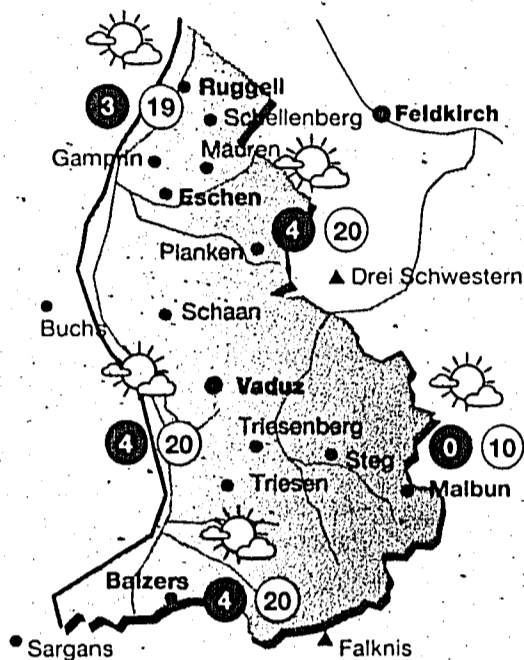 Ruggell
3 19
Schellenberg
Feldkirch
Gamprin
Mauren
Eschen
4 20
Planken
Drei Schwestern
Buchs
Schaan
Vaduz
4 20
Triesenberg
0 10
Steg
Triesen
Malbun
Balzers
4 20
Sargans
Falknis